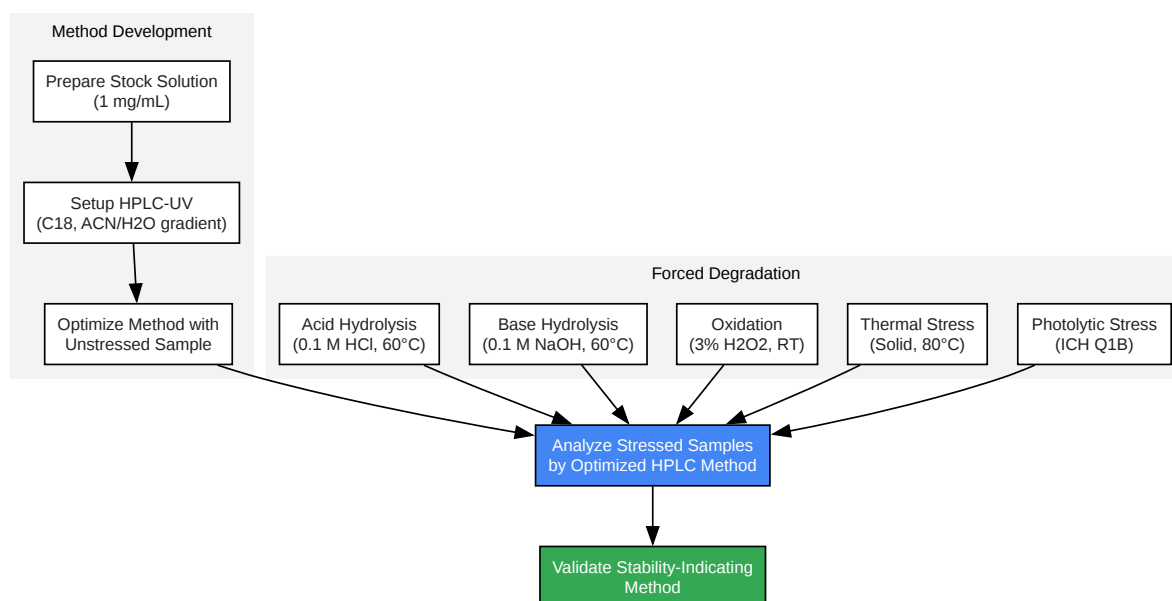 Method Development
Prepare Stock Solution
(1 mg/mL)
Setup HPLC-UV
(C18, ACN/H2O gradient)
Optimize Method with
Unstressed Sample
Forced Degradation
Acid Hydrolysis
(0.1 M HCl, 60°C)
Base Hydrolysis
(0.1 M NaOH, 60°C)
Oxidation
(3% H2O2, RT)
Thermal Stress
(Solid, 80°C)
Photolytic Stress
(ICH Q1B)
Analyze Stressed Samples
by Optimized HPLC Method
Validate Stability-Indicating
Method